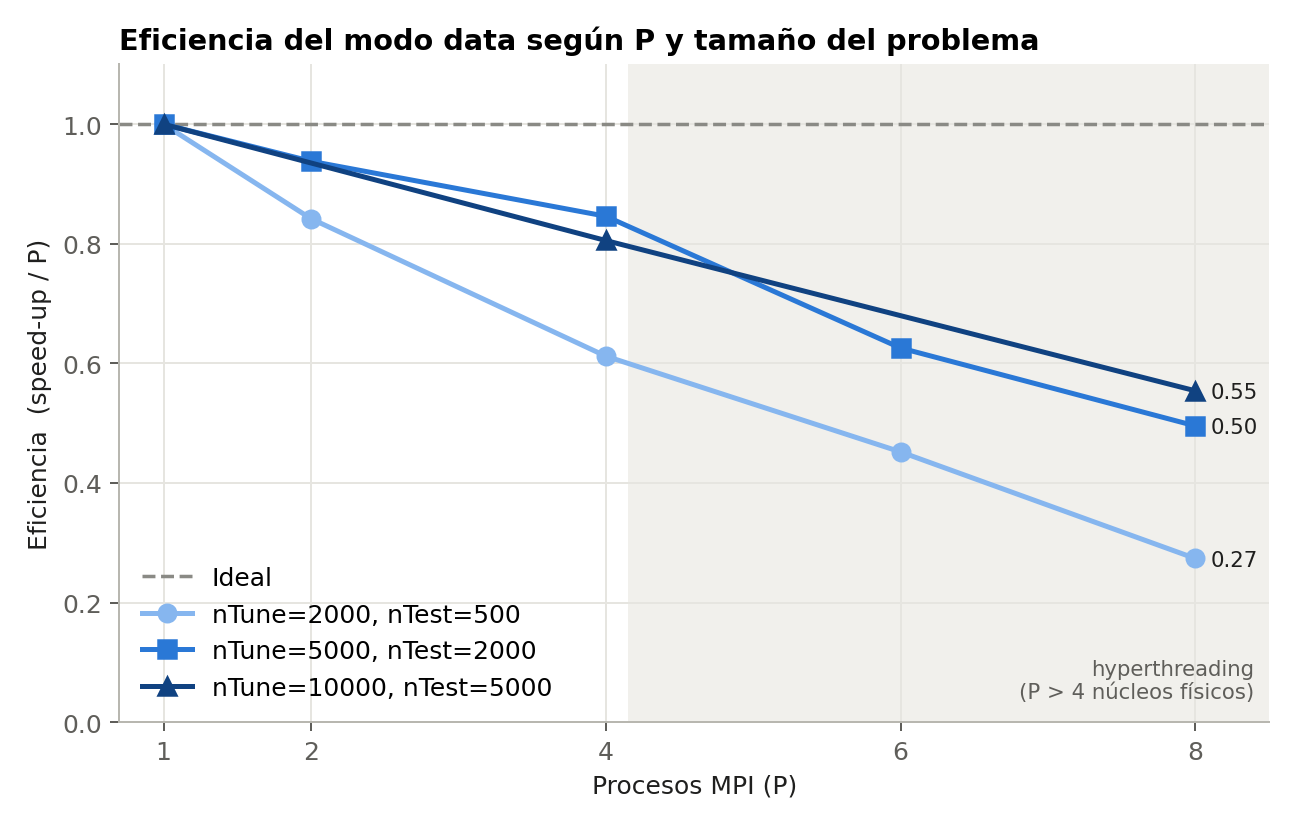 Eficiencia del modo data según P y tamaño del problema
Eficiencia (speed-up / P)
1.0
0.8
0.6
0.4
0.2
0.0
0.55
0.50
0.27
Ideal
nTune=2000, nTest=500
nTune=5000, nTest=2000
nTune=10000, nTest=5000
hyperthreading
(P > 4 núcleos físicos)
1 2 4 6 8
Procesos MPI (P)